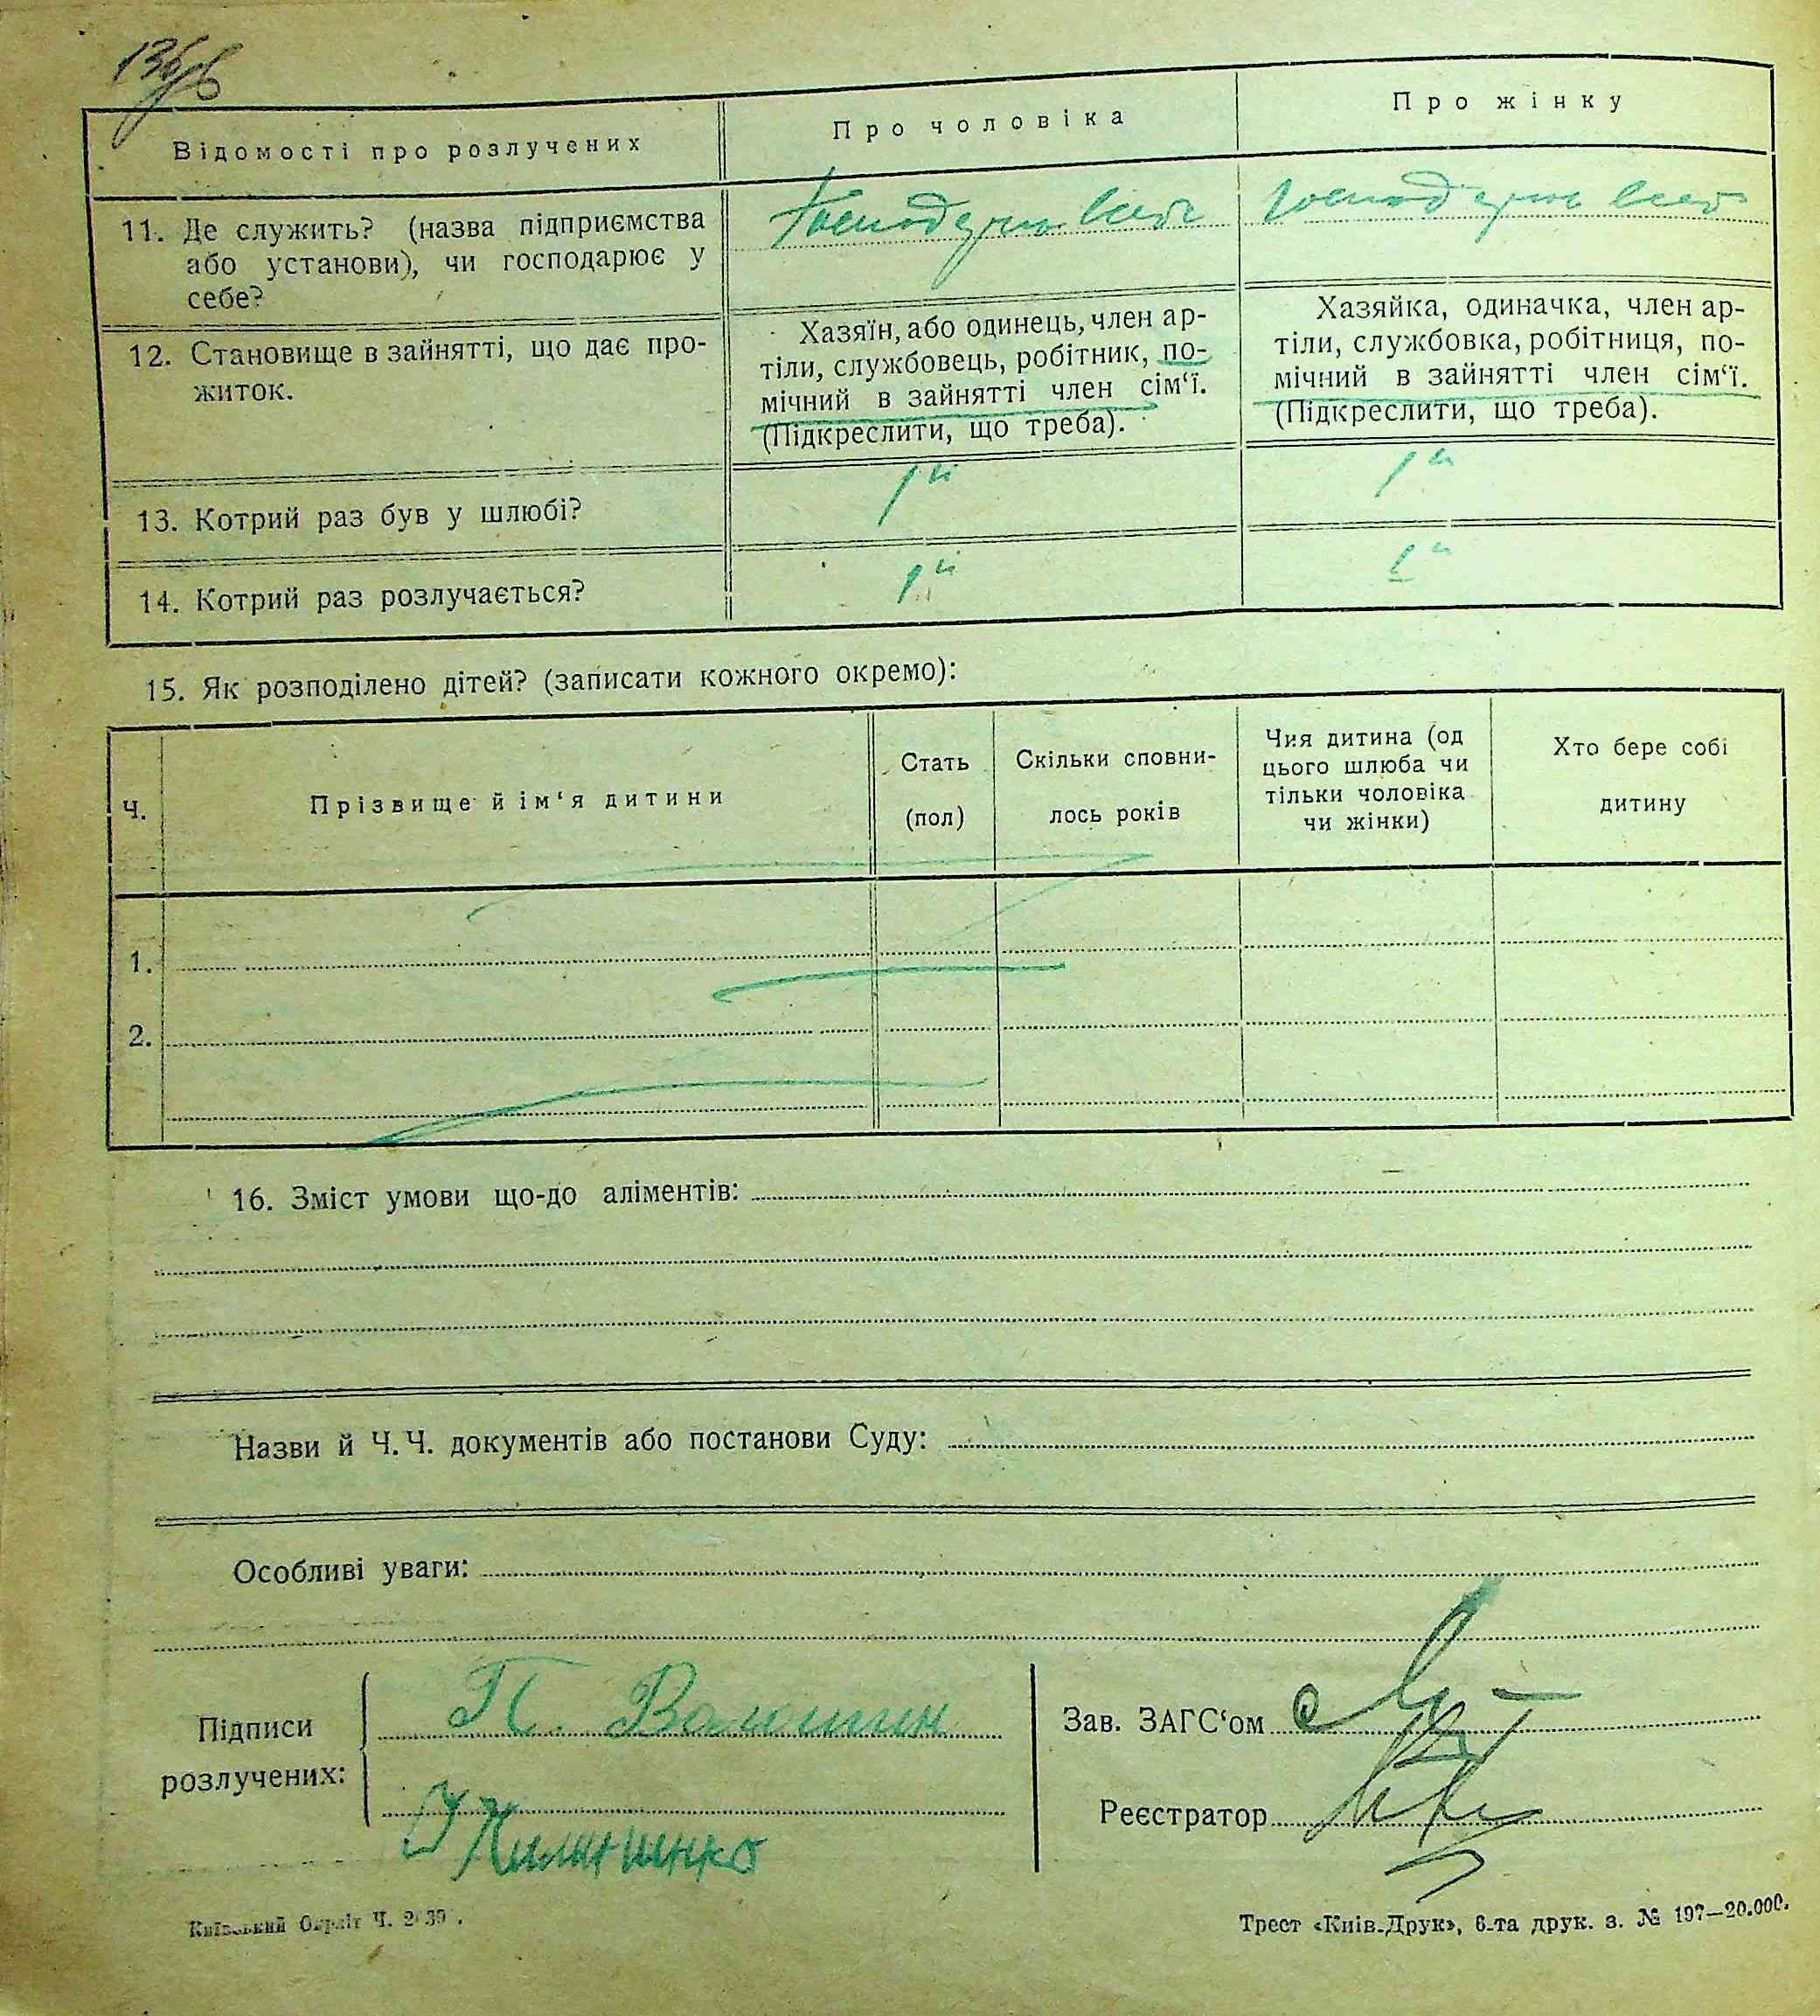 Відомості про розлучених
Про чоловіка
Про жінку
11. Де служить? (назва підприємства
або установи), чи господарює у
себе?
12. Становище в зайнятті, що дає про-
житок.
Хазяїн, або одинець, член ар-
тіли, службовець, робітник, по-
мічний в зайнятті член сім‘ї.
(Підкреслити, що треба).
Хазяйка, одиначка, член ар-
тіли, службовка, робітниця, по-
мічний в зайнятті член сім‘ї.
(Підкреслити, що треба).
13. Котрий раз був у шлюбі?
1й
1й
14. Котрий раз розлучається?
1й
1й
15. Як розподілено дітей? (записати кожного окремо):
Ч.
Прізвище й ім‘я дитини
Стать
(пол)
Скільки сповни-
лось років
Чия дитина (од
цього шлюба чи
тільки чоловіка
чи жінки)
Хто бере собі
дитину
1.
2.
16. Зміст умови що-до аліментів:
Назви й Ч.Ч. документів або постанови Суду:
Особливі уваги:
Підписи
розлучених:
П. Волошин
Зав. ЗАГС‘ом
Реєстратор
Київський Окрліт Ч.
Трест «Київ-Друк», 6-та друк. з. № 197—20.000.